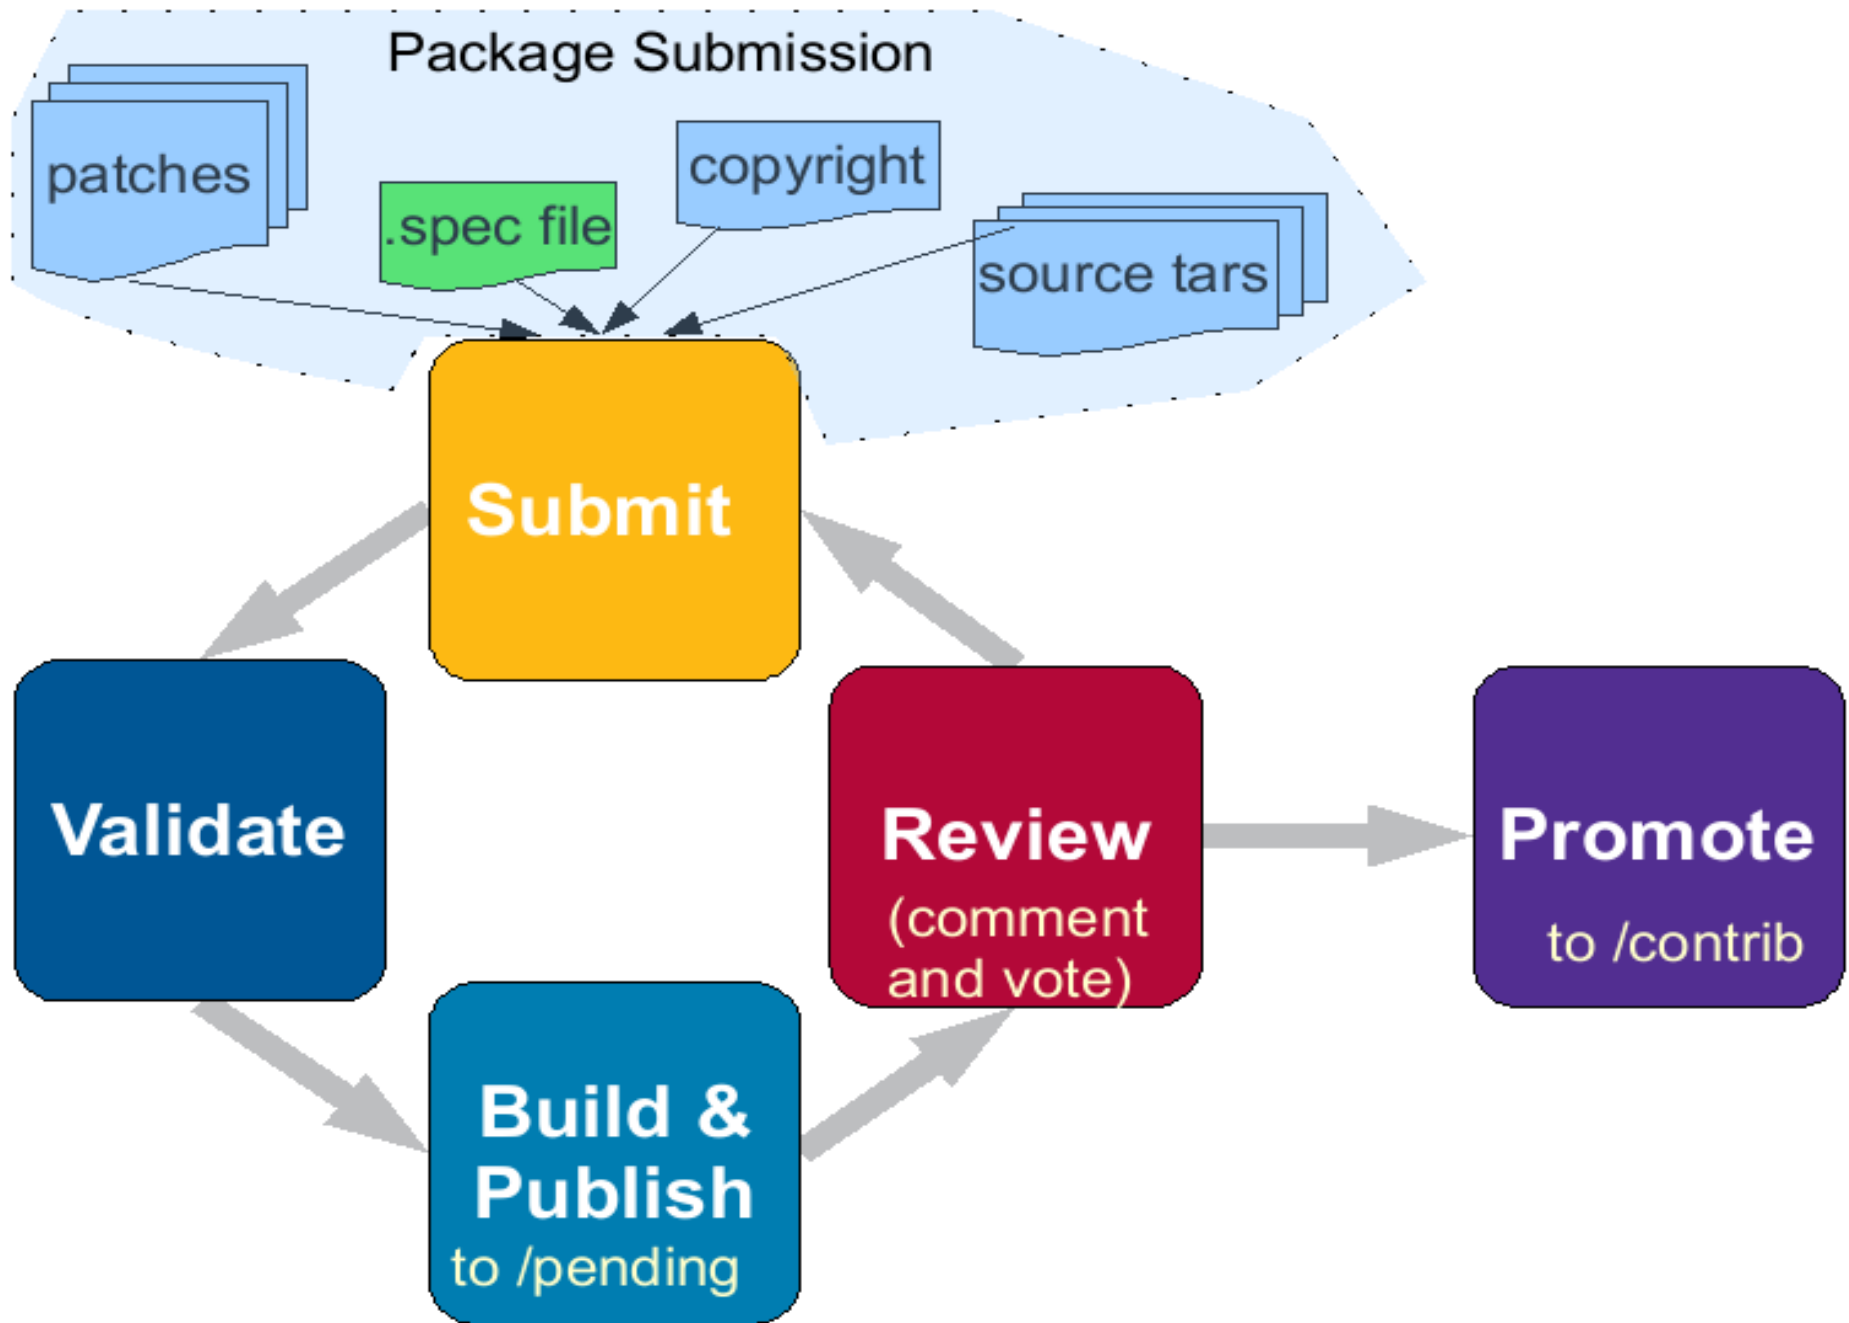 Package Submission
patches
.spec file
copyright
source tars
Submit
Validate
Review
(comment
and vote)
Promote
to /contrib
Build &
Publish
to /pending